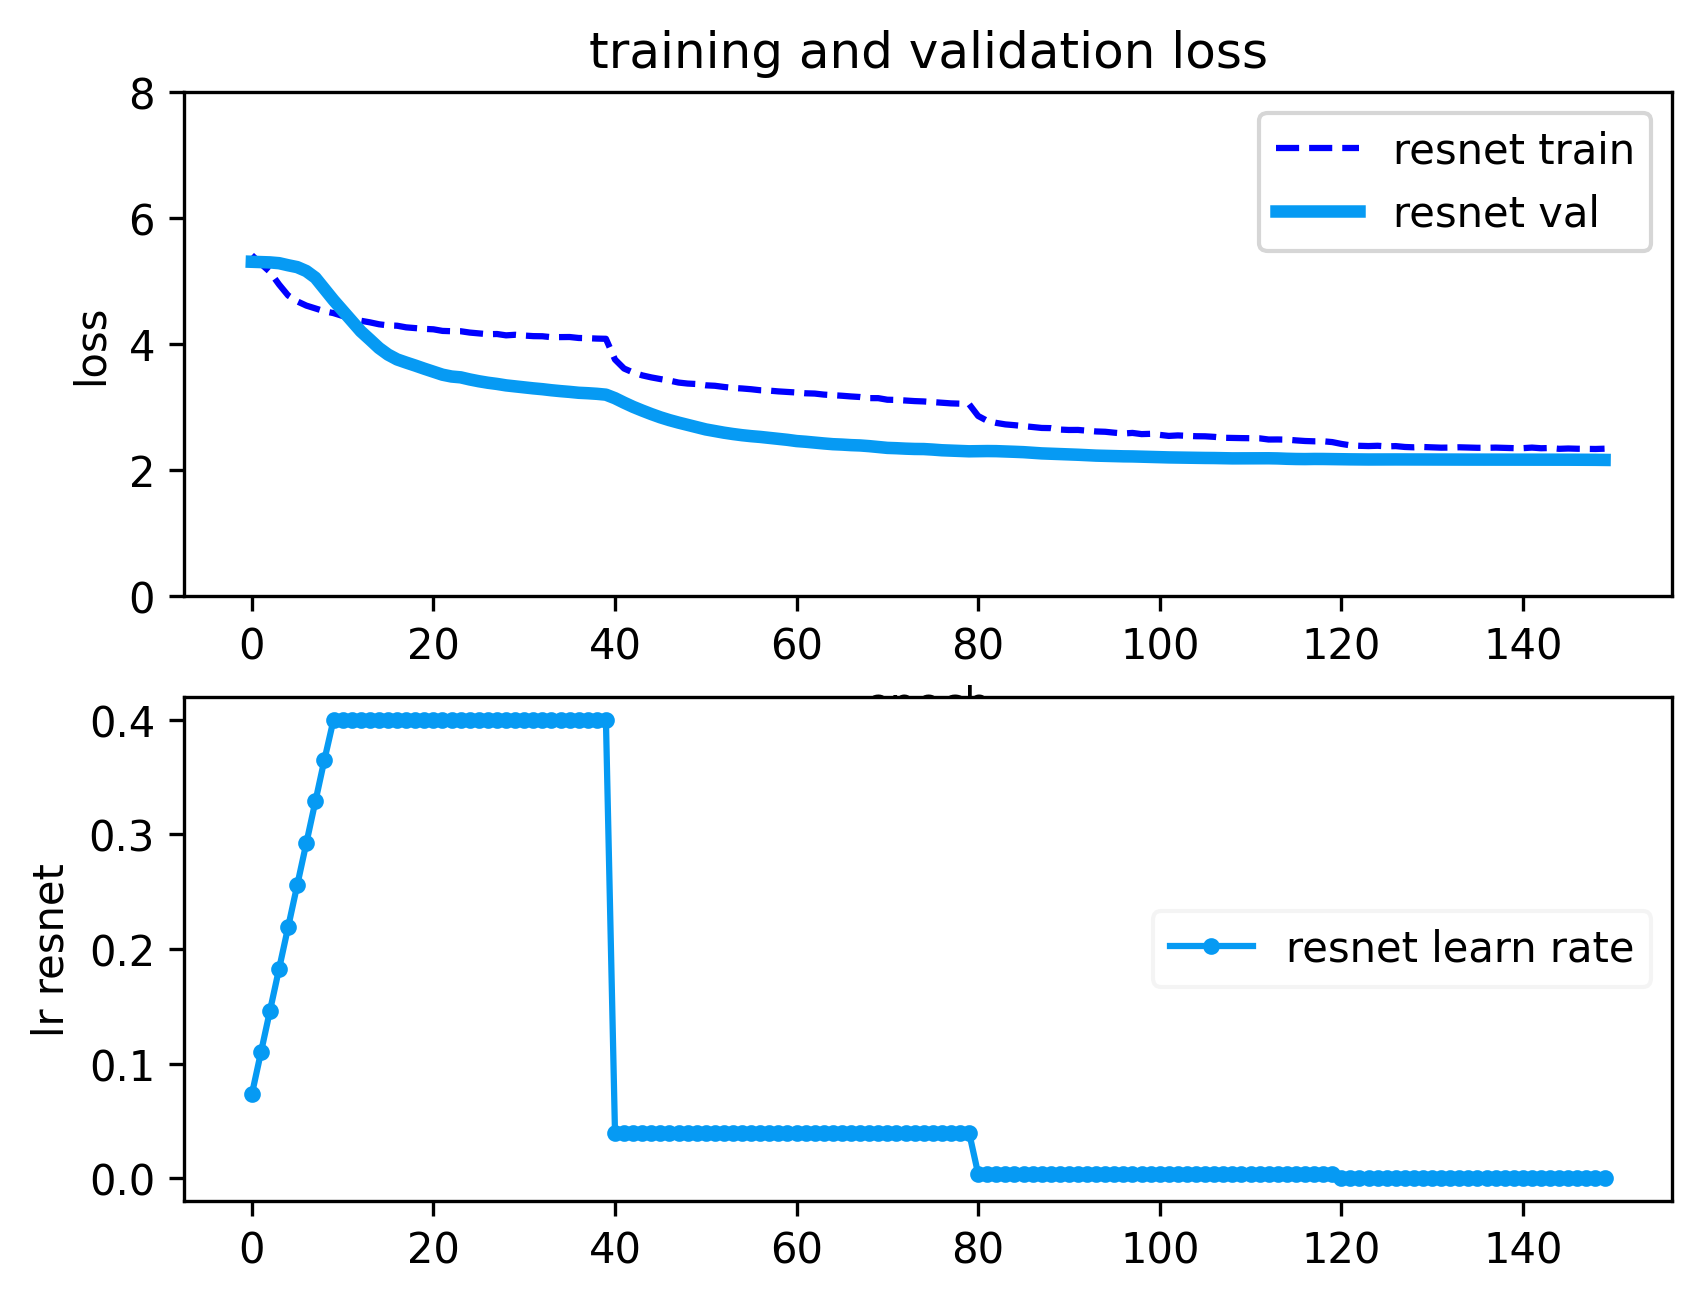 training and validation loss
8
6
4
2
0
loss
resnet train
resnet val
0 20 40 60 80 100 120 140
0.4
0.3
0.2
0.1
0.0
lr resnet
resnet learn rate
0 20 40 60 80 100 120 140